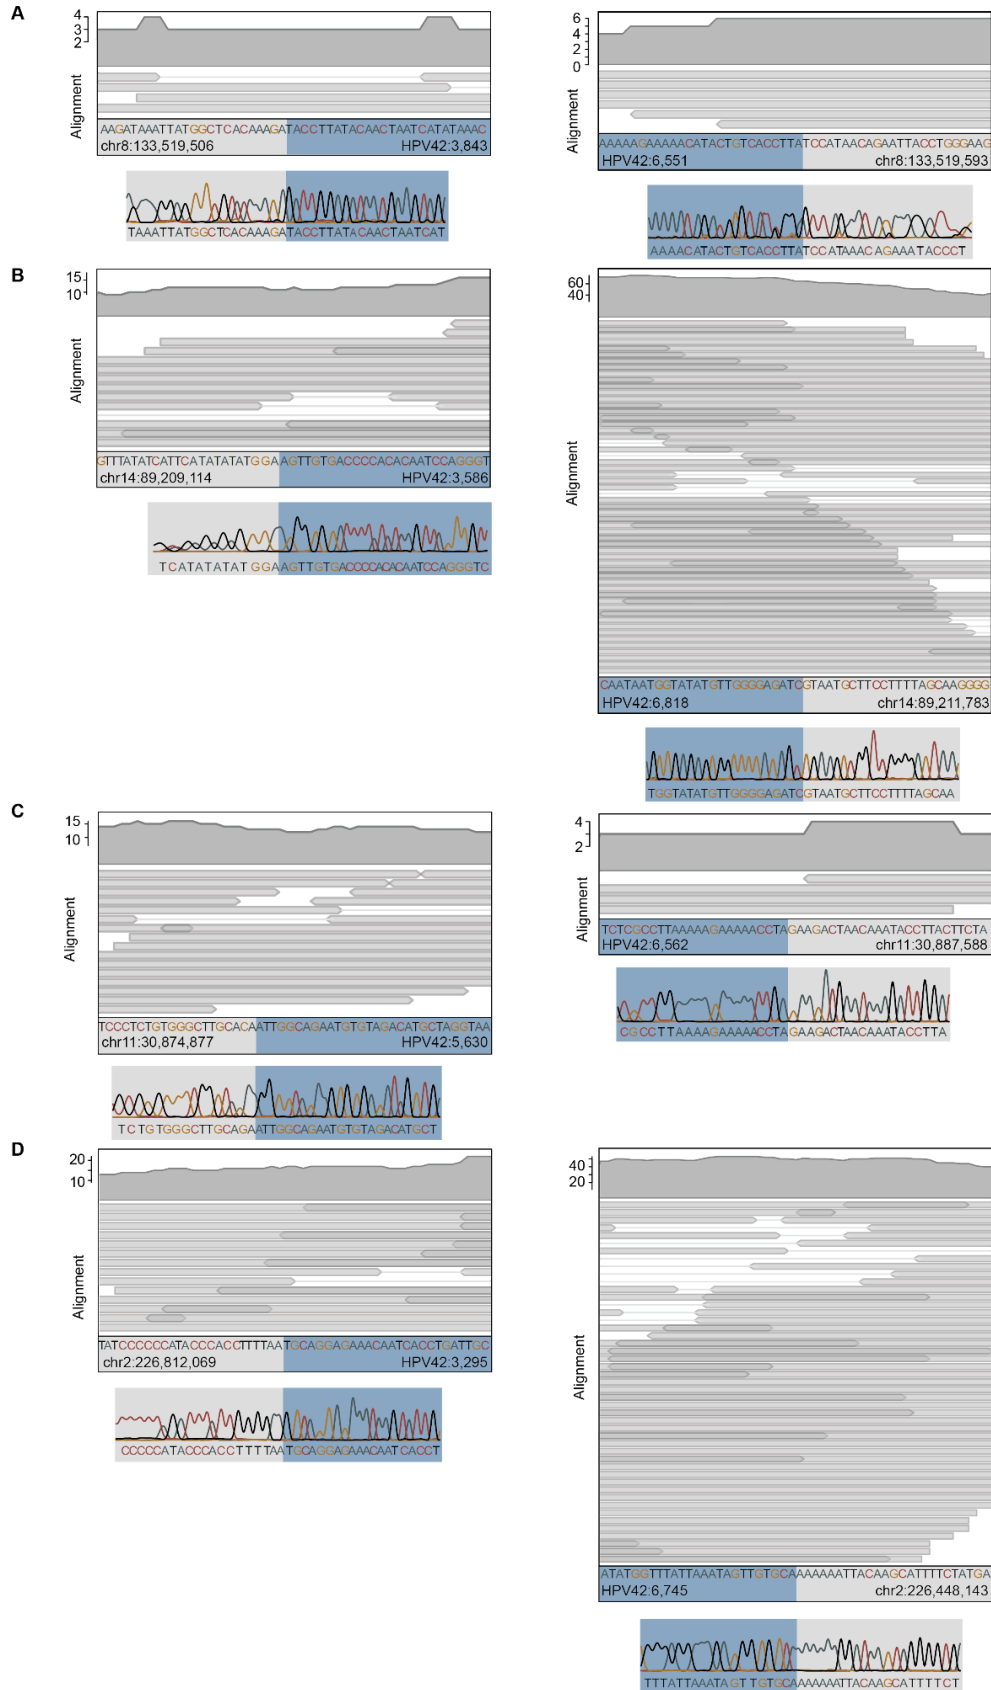 A
4
3
2
Alignment
AAGATAAATTATGGCTCACAAAGATACCTTATACAACTAATCATATAAAC
chr8:133,519,506
HPV42:3,843
TAAATTATGGCTCACAAAGATACCTTATACAACTAATCAT
6
4
2
0
Alignment
AAAAAGAAAAACATACTGTCACCTTATCCATAACAGAATTACCTGGGAAG
HPV42:6,551
chr8:133,519,593
AAAACATACTGTCACCTTATCCATAAACAGAAATACCCT
B
15
10
Alignment
GTTTATATCATTCATATATATGGAAGTTGTGACCCCACACAATCCAGGGT
chr14:89,209,114
HPV42:3,586
TCATATATATGGAAGTTGTGACCCCACACAATCCAGGGTC
60
40
Alignment
CAATAATGGTATATGTTGGGGAGATCGTAATGCTTCCTTTTAGCAAGGGG
HPV42:6,818
chr14:89,211,783
TGGTATATGTTGGGGAGATCGTAATGCTTCCTTTTAGCAA
C
15
10
Alignment
TCCCTCTGTGGGCTTGCACAATTGGCAGAATGTGTAGACATGCTAGGTAA
chr11:30,874,877
HPV42:5,630
TCTGTGGGCTTGCAGAATTGGCAGAATGTGTAGACATGCT
4
2
Alignment
TCTCGCCTTAAAAAGAAAAACCTAGAAGACTAACAAATACCTTACTTCTA
HPV42:6,562
chr11:30,887,588
CGCCTTAAAAGAAAAACCTAGAAGACTAACAAATACCTTA
D
20
10
Alignment
TATCCCCCCCATACCCACCTTTTAATGCAGGAGAAACAATCACCTGATTGC
chr2:226,812,069
HPV42:3,295
CCCCCATACCCACCTTTTAATGCAGGAGAAACAATCACCT
40
20
Alignment
ATATGGTTTATTAAATAGTTGTGCAAAAAAATTACAAGCATTTTCTATGA
HPV42:6,745
chr2:226,448,143
TTTATTAAATAGTTGTGCAAAAAAATTACAAGCATTTTCT